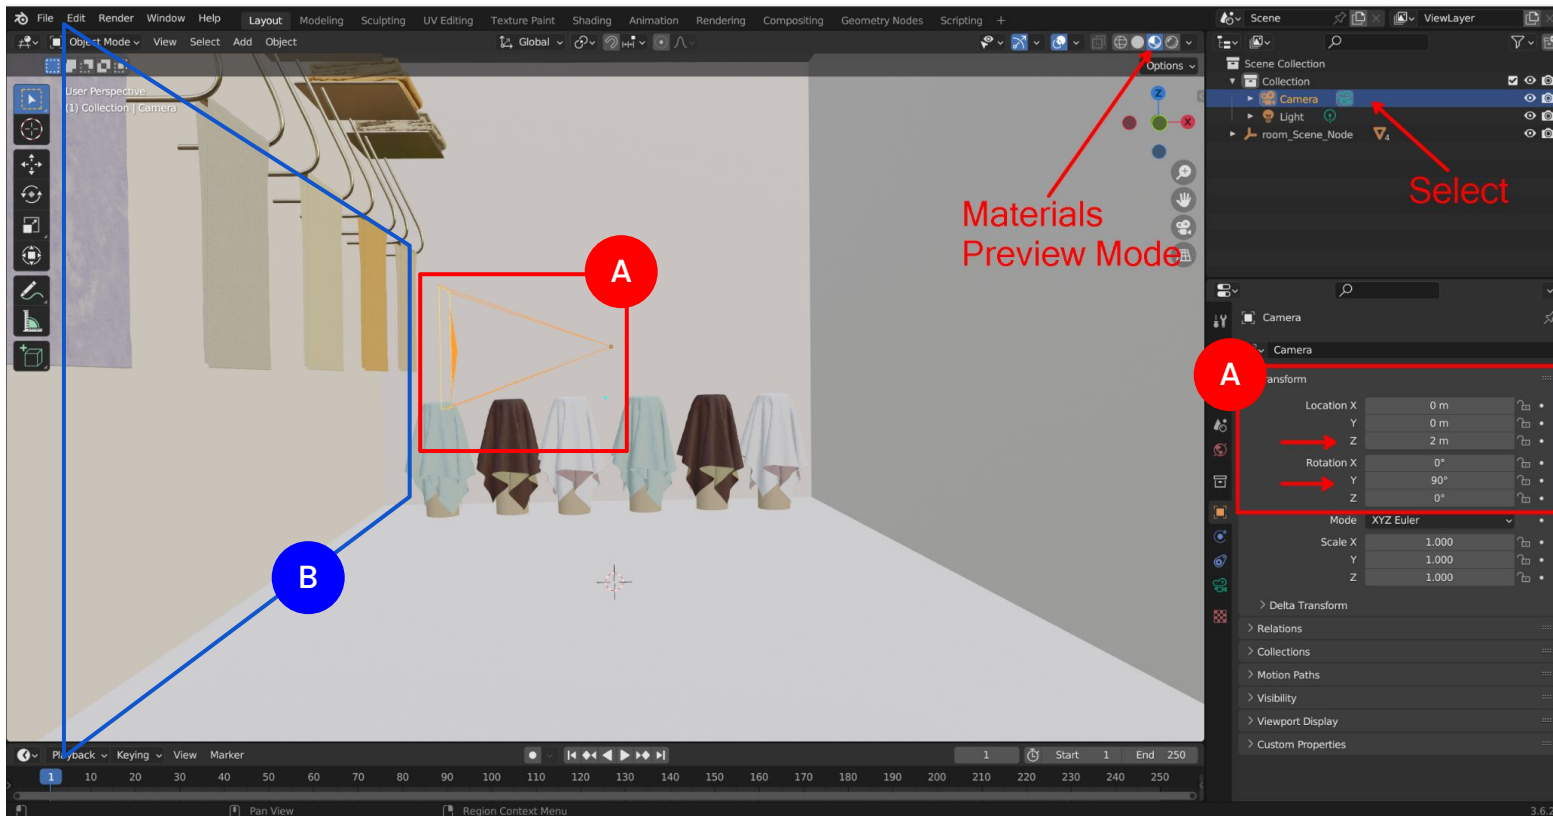 File Edit Render Window Help Layout Modeling Sculpting UV Editing Texture Paint Shading Animation Rendering Compositing Geometry Nodes Scripting +
Scene ViewLayer
Object Mode View Select Add Object Global
Options
User Perspective
(1) Collection | Camera
Z
X
Scene Collection
Collection
Camera
Light
room_Scene_Node 4
Select
Materials
Preview Mode
A
B
Camera
Camera
A
Transform
Location X 0 m
Y 0 m
Z 2 m
Rotation X 0°
Y 90°
Z 0°
Mode XYZ Euler
Scale X 1.000
Y 1.000
Z 1.000
Delta Transform
Relations
Collections
Motion Paths
Visibility
Viewport Display
Custom Properties
Playback Keying View Marker 1 Start 1 End 250
1 10 20 30 40 50 60 70 80 90 100 110 120 130 140 150 160 170 180 190 200 210 220 230 240 250
Pan View Region Context Menu 3.6.2